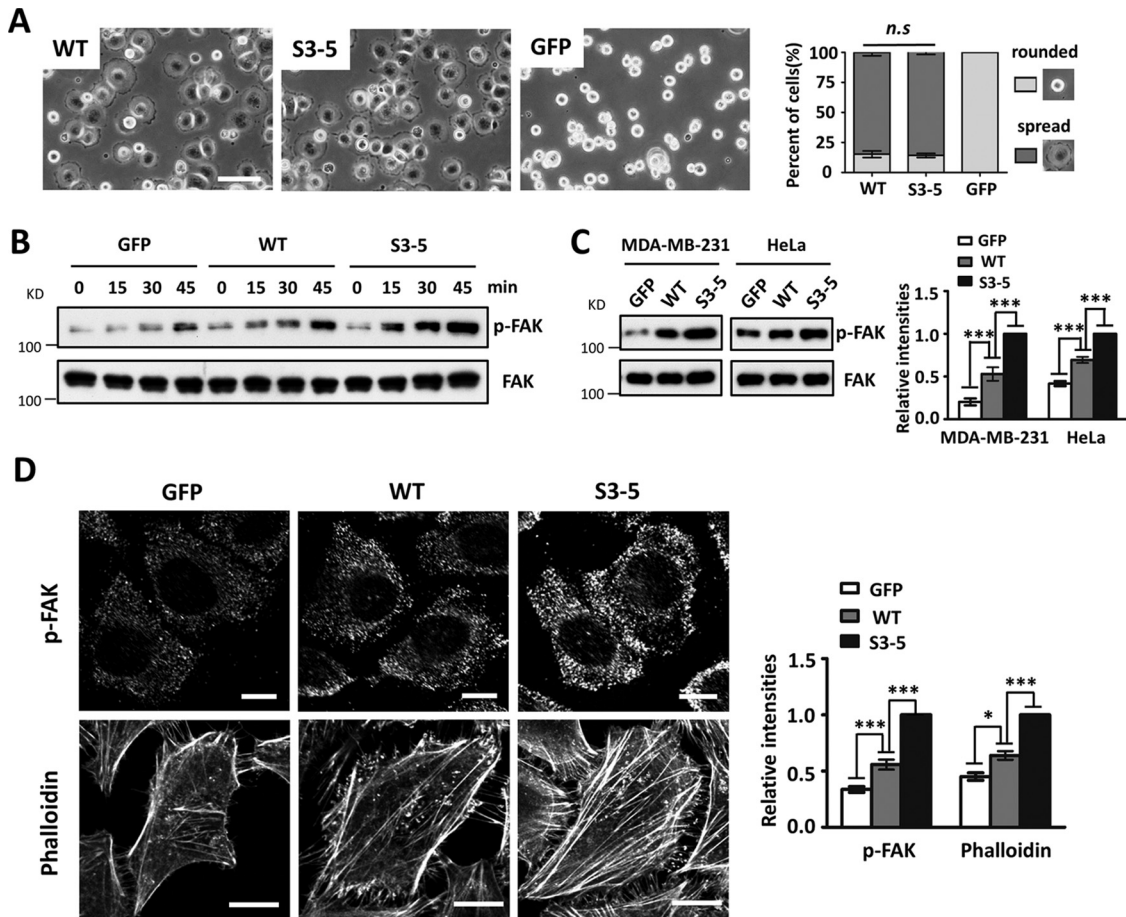 A
WT
S3-5
GFP
n.s
Percent of cells(%)
100
75
50
25
0
WT S3-5 GFP
rounded
spread
B
GFP WT S3-5
KD 0 15 30 45 0 15 30 45 0 15 30 45 min
p-FAK
100
FAK
100
C
MDA-MB-231 HeLa
KD GFP WT S3-5 GFP WT S3-5
p-FAK
100
FAK
100
GFP
WT
S3-5
Relative intensities
1.5
1.0
0.5
0.0
*** *** *** ***
MDA-MB-231 HeLa
D
GFP WT S3-5
p-FAK
Phalloidin
GFP
WT
S3-5
Relative intensities
1.5
1.0
0.5
0.0
*** *** * ***
p-FAK Phalloidin